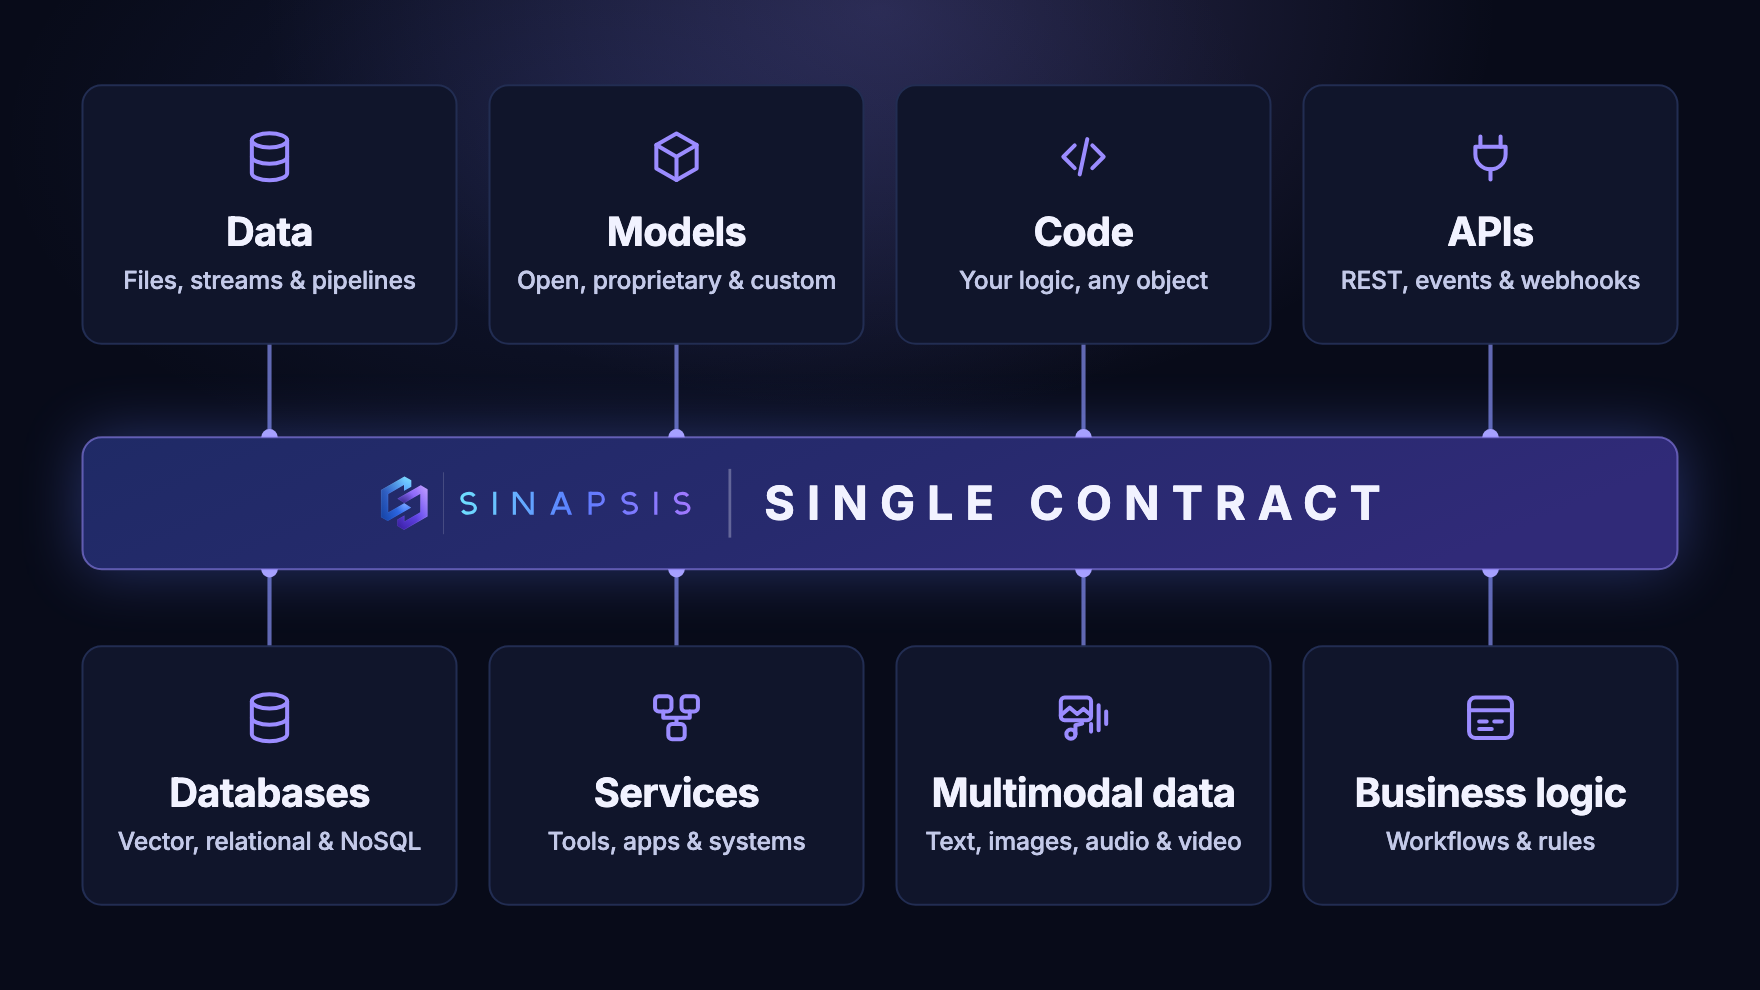 Data
Files, streams & pipelines
Models
Open, proprietary & custom
Code
Your logic, any object
APIs
REST, events & webhooks
SINAPSIS
SINGLE CONTRACT
Databases
Vector, relational & NoSQL
Services
Tools, apps & systems
Multimodal data
Text, images, audio & video
Business logic
Workflows & rules